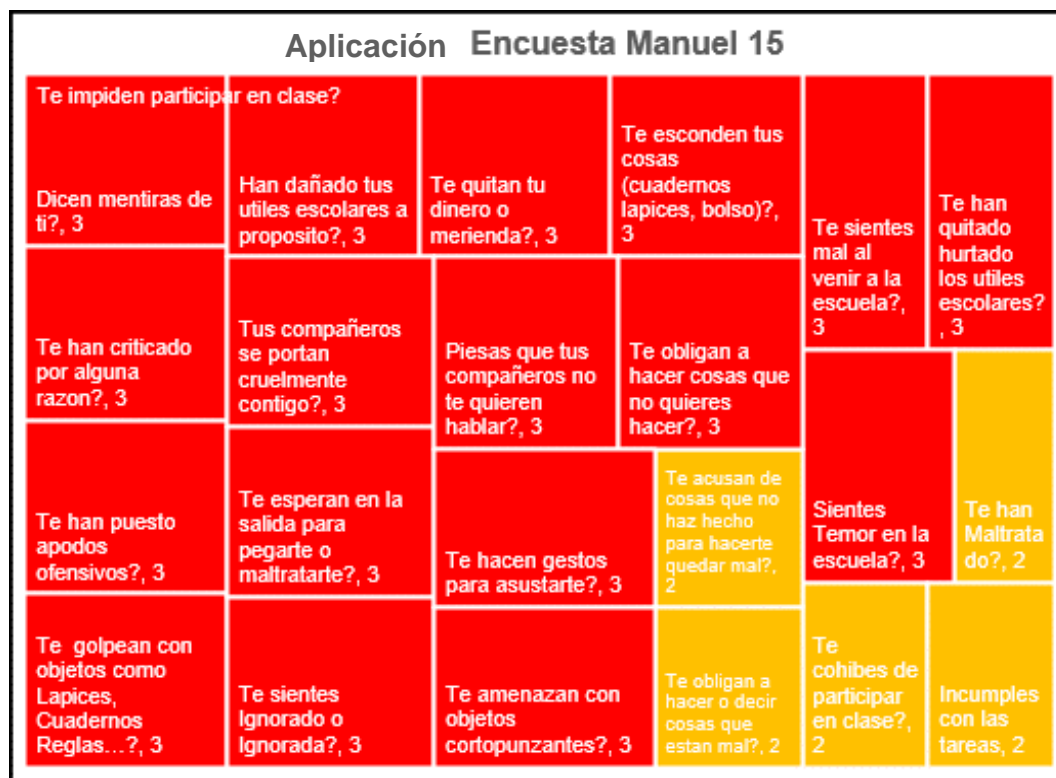 Aplicación Encuesta Manuel 15
Te impiden participar en clase?
Dicen mentiras de
ti?, 3
Han dañado tus
utiles escolares a
proposito?, 3
Te quitan tu
dinero o
merienda?, 3
Te esconden tus
cosas
(cuadernos
lapices, bolso)?,
3
Te sientes
mal al
venir a la
escuela?,
3
Te han
quitado
hurtado
los utiles
escolares?
, 3
Te han criticado
por alguna
razon?, 3
Tus compañeros
se portan
cruelmente
contigo?, 3
Piesas que tus
compañeros no
te quieren
hablar?, 3
Te obligan a
hacer cosas que
no quieres
hacer?, 3
Te han puesto
apodos
ofensivos?, 3
Te esperan en la
salida para
pegarte o
maltratarte?, 3
Te hacen gestos
para asustarte?, 3
Te acusan de
cosas que no
haz hecho
para hacerte
quedar mal?,
2
Sientes
Temor en la
escuela?, 3
Te han
Maltrata
do?, 2
Te golpean con
objetos como
Lapices,
Cuadernos
Reglas...?, 3
Te sientes
Ignorado o
Ignorada?, 3
Te amenazan con
objetos
cortopunzantes?, 3
Te obligan a
hacer o decir
cosas que
estan mal?, 2
Te
cohibes de
participar
en clase?,
2
Incumples
con las
tareas, 2